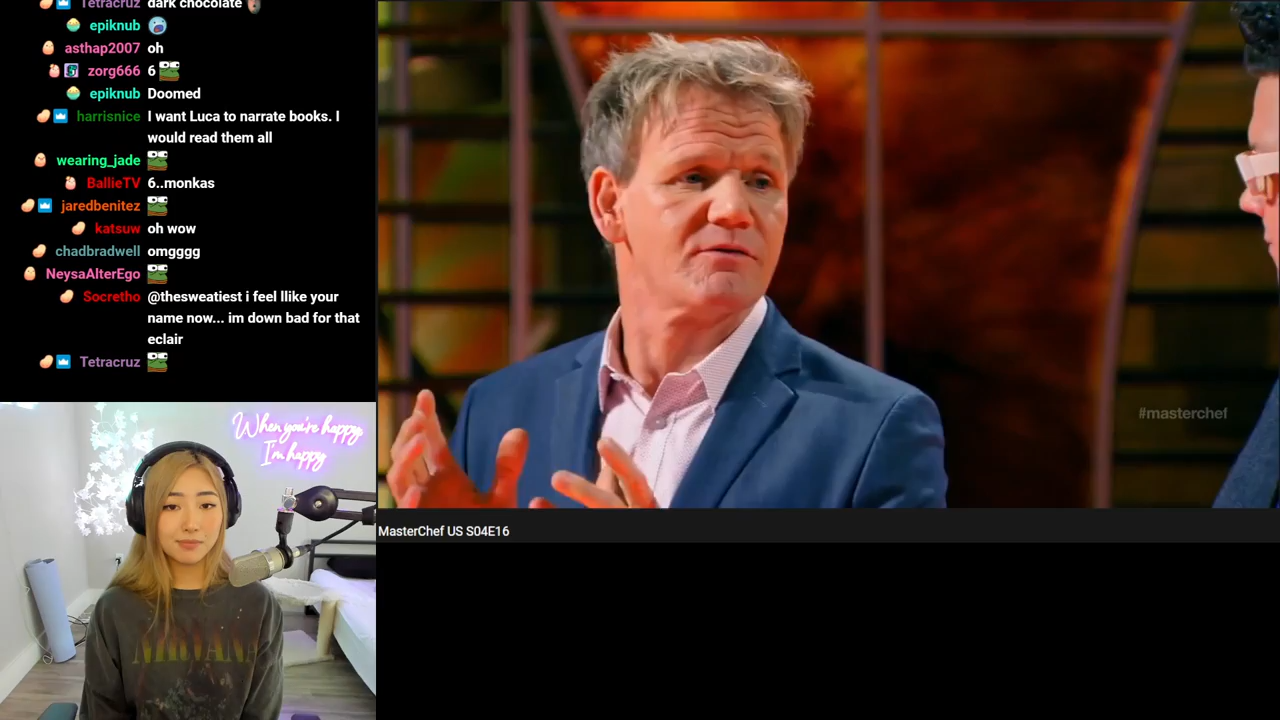 Tetracruz dark chocolate
epiknub
asthap2007 oh
zorg666 6
epiknub Doomed
harrisnice I want Luca to narrate books. I
would read them all
wearing_jade
BallieTV 6..monkas
jaredbenitez
katsuw oh wow
chadbradwell omgggg
NeysaAlterEgo
Socretho @thesweatiest i feel llike your
name now... im down bad for that
eclair
Tetracruz
When you're happy,
I'm happy
NIRVANA
#masterchef
MasterChef US S04E16